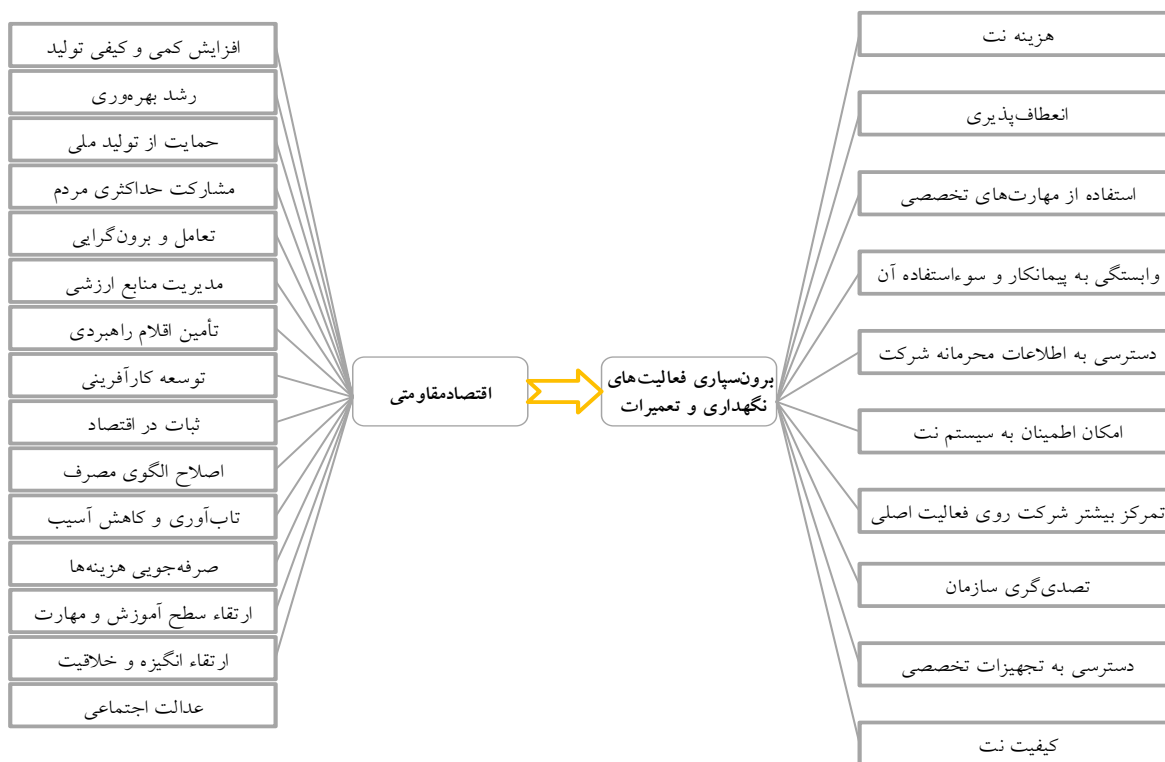 هزینه نت
انعطاف‌پذیری
استفاده از مهارت‌های تخصصی
وابستگی به پیمانکار و سوءاستفاده آن
دسترسی به اطلاعات محرمانه شرکت
امکان اطمینان به سیستم نت
تمرکز بیشتر شرکت روی فعالیت اصلی
تصدی‌گری سازمان
دسترسی به تجهیزات تخصصی
کیفیت نت
برون‌سپاری فعالیت‌های
نگهداری و تعمیرات
اقتصادمقاومتی
افزایش کمی و کیفی تولید
رشد بهره‌وری
حمایت از تولید ملی
مشارکت حداکثری مردم
تعامل و برون‌گرایی
مدیریت منابع ارزشی
تأمین اقلام راهبردی
توسعه کارآفرینی
ثبات در اقتصاد
اصلاح الگوی مصرف
تاب‌آوری و کاهش آسیب
صرفه‌جویی هزینه‌ها
ارتقاء سطح آموزش و مهارت
ارتقاء انگیزه و خلاقیت
عدالت اجتماعی